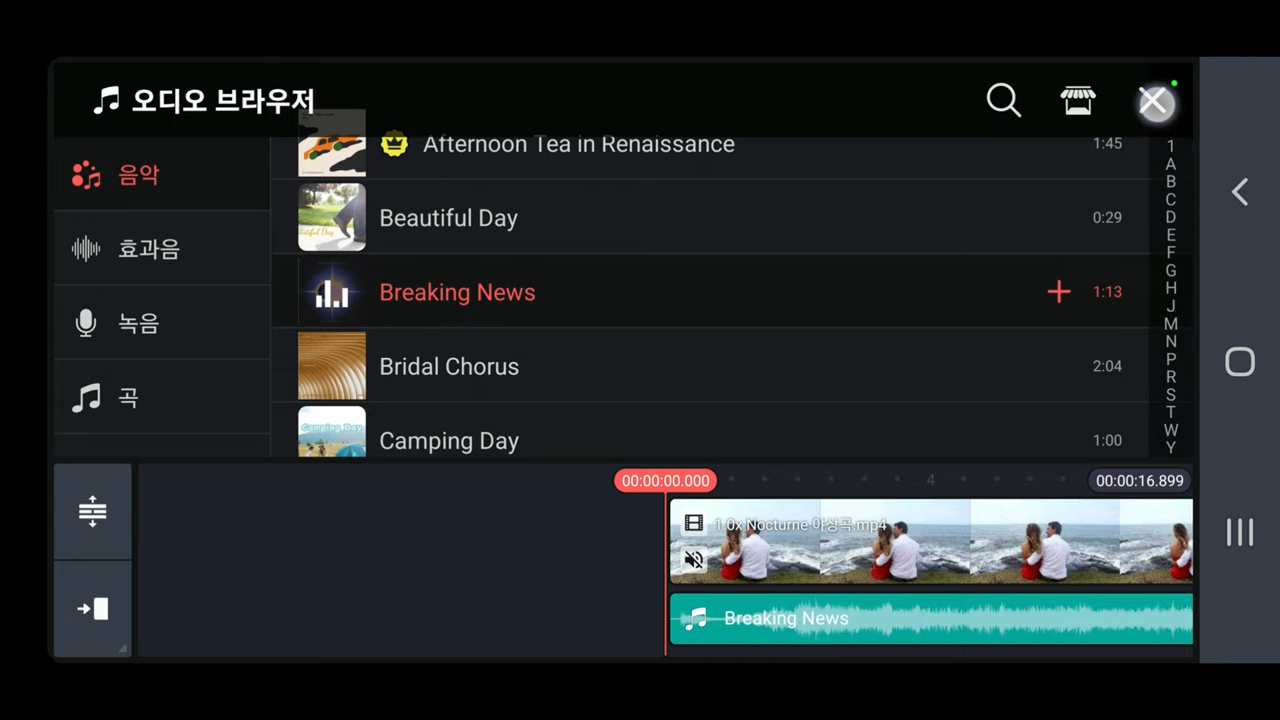 오디오 브라우저
음악
효과음
녹음
곡
Afternoon Tea in Renaissance 1:45
Beautiful Day 0:29
Breaking News 1:13
Bridal Chorus 2:04
Camping Day 1:00
1
A
B
C
D
E
F
G
H
J
M
N
P
R
S
T
W
Y
00:00:00.000
4
00:00:16.899
1.0x Nocturne 야상곡.mp4
Breaking News